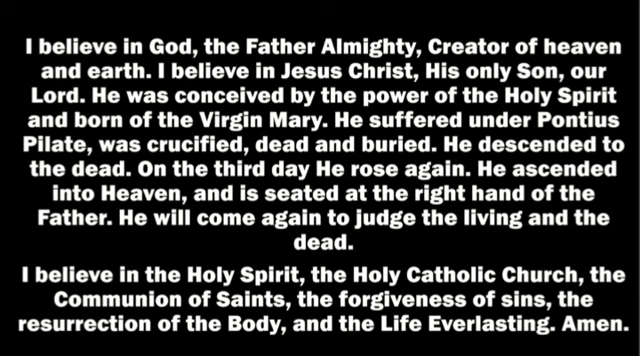 I believe in God, the Father Almighty, Creator of heaven
and earth. I believe in Jesus Christ, His only Son, our
Lord. He was conceived by the power of the Holy Spirit
and born of the Virgin Mary. He suffered under Pontius
Pilate, was crucified, dead and buried. He descended to
the dead. On the third day He rose again. He ascended
into Heaven, and is seated at the right hand of the
Father. He will come again to judge the living and the
dead.
I believe in the Holy Spirit, the Holy Catholic Church, the
Communion of Saints, the forgiveness of sins, the
resurrection of the Body, and the Life Everlasting. Amen.